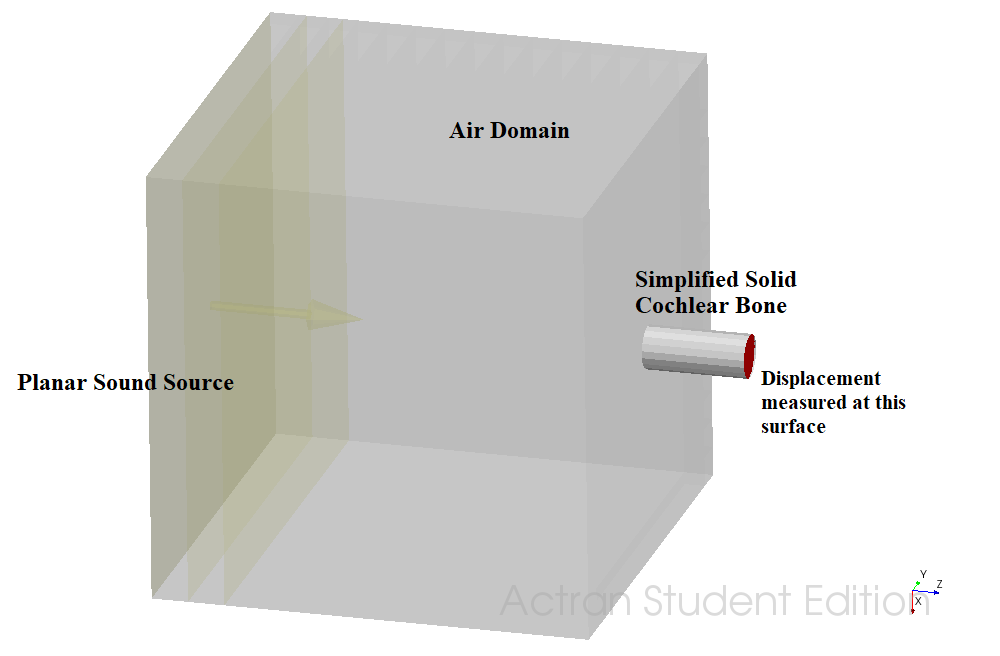 Air Domain
Simplified Solid
Cochlear Bone
Planar Sound Source
Displacement
measured at this
surface
Actran Student Edition
Y
Z
X